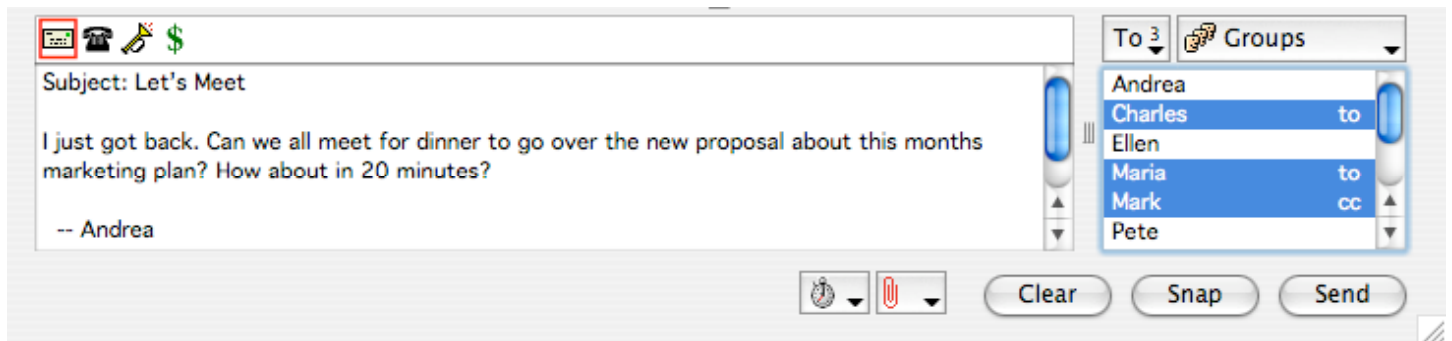 $
To 3 Groups
Subject: Let's Meet
I just got back. Can we all meet for dinner to go over the new proposal about this months
marketing plan? How about in 20 minutes?
-- Andrea
Andrea
Charles to
Ellen
Maria to
Mark cc
Pete
Clear Snap Send